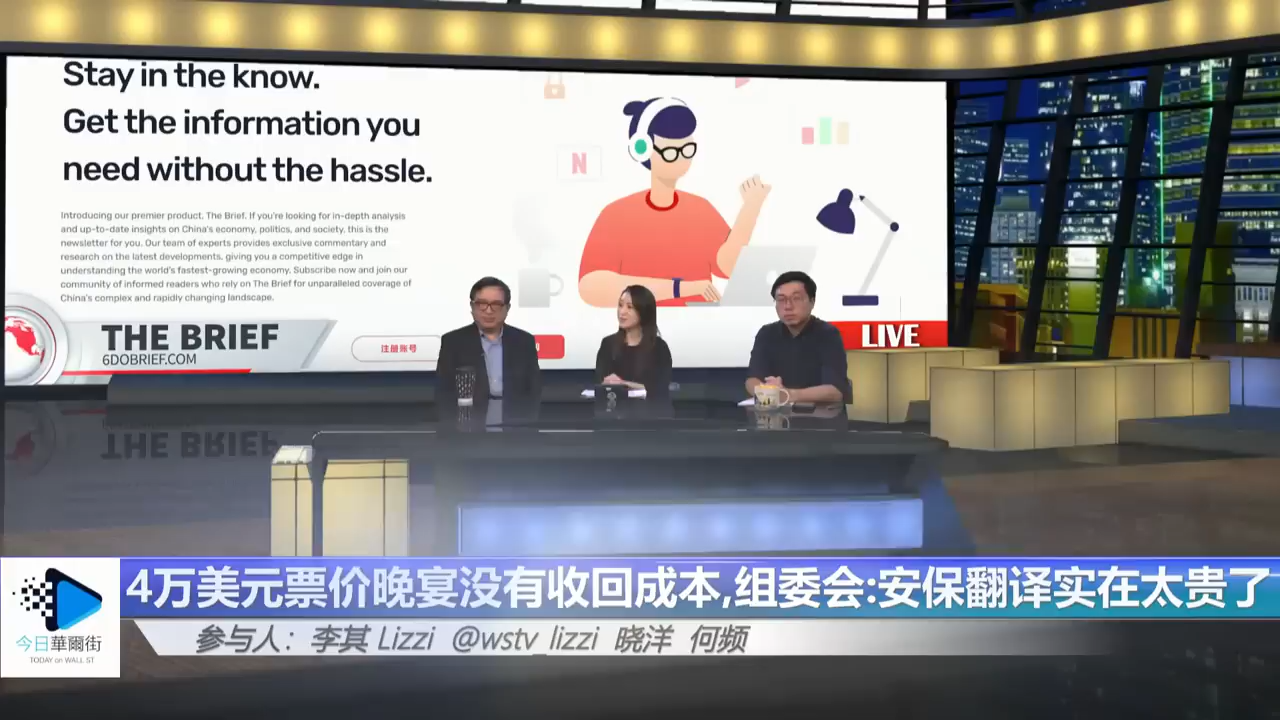 Stay in the know.
Get the information you
need without the hassle.
N
Introducing our premier product, The Brief. If you're looking for in-depth analysis
and up-to-date insights on China's economy, politics, and society, this is the
newsletter for you. Our team of experts provides exclusive commentary and
research on the latest developments, giving you a competitive edge in
understanding the world's fastest-growing economy. Subscribe now and join our
community of informed readers who rely on The Brief for unparalleled coverage of
China's complex and rapidly changing landscape.
THE BRIEF
6DOBRIEF.COM
注册账号
LIVE
4万美元票价晚宴没有收回成本,组委会:安保翻译实在太贵了
参与人：李其 Lizzi @wstv_lizzi 晓洋 何频
今日華爾街
TODAY on WALL ST